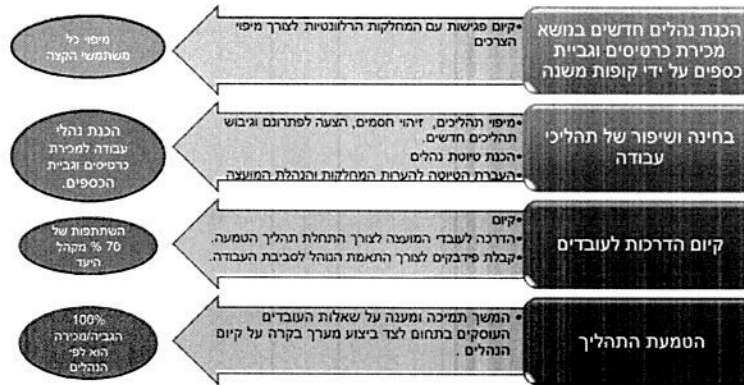 הכנת נהלים חדשים בנושא
מכירת כרטיסים וגביית
כספים על ידי קופות משנה
•קיום פגישות עם המחלקות הרלוונטיות לצורך מיפוי
הצרכים
מיפוי כל
משתמשי הקצה
בחינה ושיפור של תהליכי
עבודה
•מיפוי תהליכים, זיהוי חסמים, הצעה לפתרונם וגיבוש
תהליכים חדשים.
•הכנת טיוטת נהלים
•העברת הטיוטה להערות המחלקות והנהלת המועצה
הכנת נהלי
עבודה למכירת
כרטיסים וגביית
הכספים.
קיום הדרכות לעובדים
•קיום
•הדרכה לעובדי המועצה לצורך התחלת תהליך הטמעה.
•קבלת פידבקים לצורך התאמת הנוהל לסביבת העבודה.
השתתפות של
70 % מקהל
היעד
הטמעת התהליך
•המשך תמיכה ומענה על שאלות העובדים
העוסקים בתחום לצד ביצוע מערך בקרה על קיום
הנהלים .
100%
הגביה/מכירה
הוא לפי
הנהלים